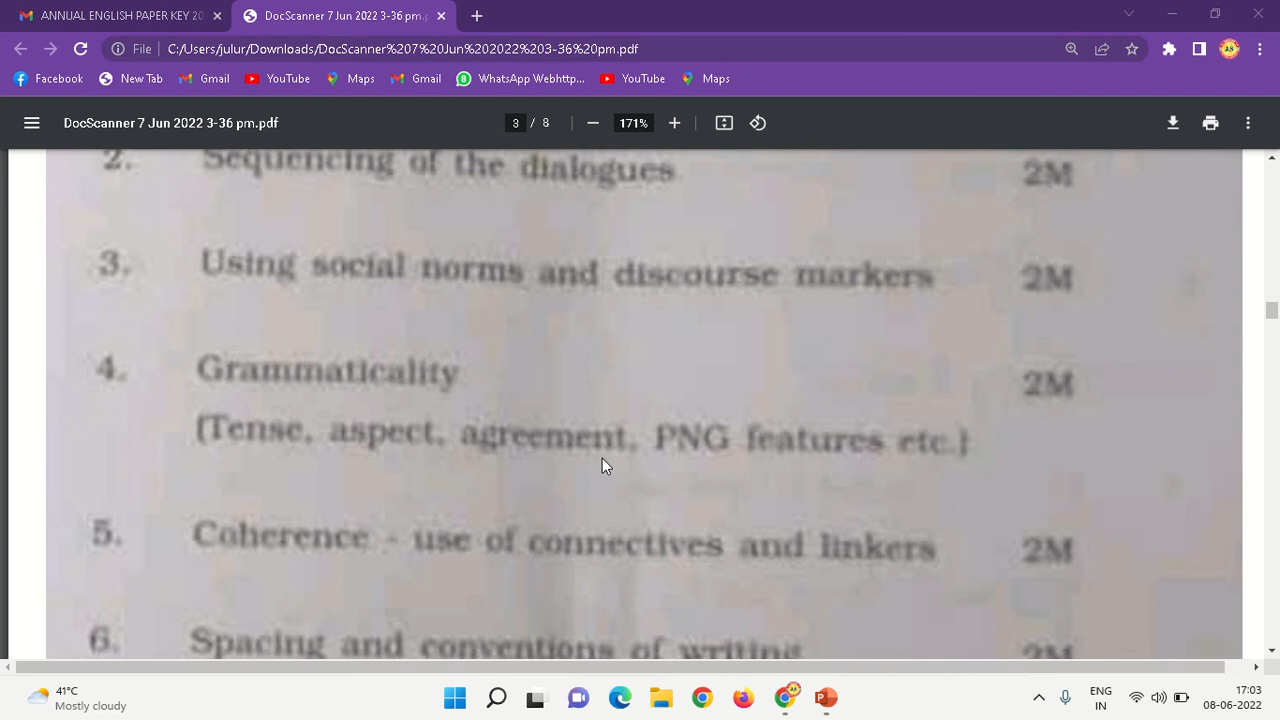 ANNUAL ENGLISH PAPER KEY 20
DocScanner 7 Jun 2022 3-36 pm.
File C:/Users/julur/Downloads/DocScanner%207%20Jun%202022%203-36%20pm.pdf
Facebook New Tab Gmail YouTube Maps Gmail WhatsApp Webhttp... YouTube Maps
DocScanner 7 Jun 2022 3-36 pm.pdf 3 / 8 171%
2. Sequencing of the dialogues 2M
3. Using social norms and discourse markers 2M
4. Grammaticality 2M
(Tense, aspect, agreement, PNG features etc.)
5. Coherence - use of connectives and linkers 2M
6. Spacing and conventions of writing 2M
41°C
Mostly cloudy
ENG
IN
17:03
08-06-2022